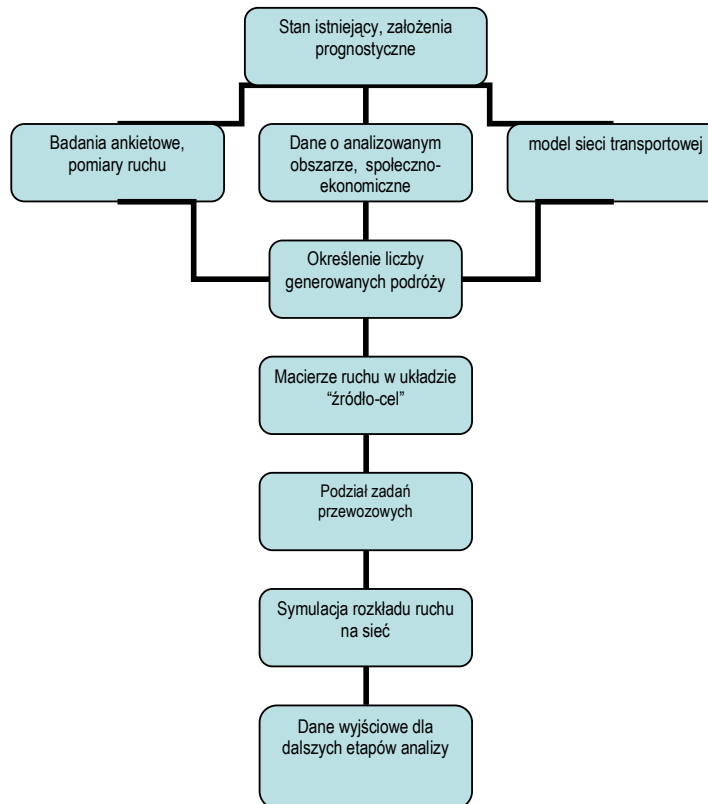 Stan istniejący, założenia
prognostyczne
Badania ankietowe,
pomiary ruchu
Dane o analizowanym
obszarze, społeczno-
ekonomiczne
model sieci transportowej
Określenie liczby
generowanych podróży
Macierze ruchu w układzie
“źródło-cel”
Podział zadań
przewozowych
Symulacja rozkładu ruchu
na sieć
Dane wyjściowe dla
dalszych etapów analizy